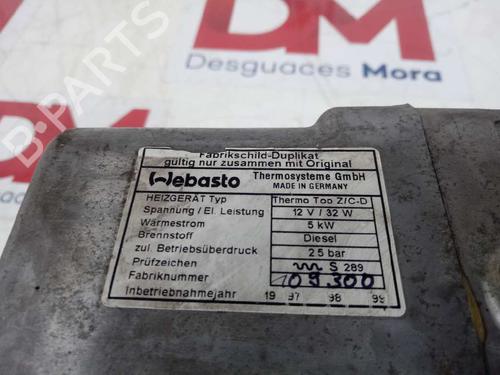 DM
Desguaces Mora
B-PARTS
Fabrikschild-Duplikat
gültig nur zusammen mit Original
Webasto Thermosysteme GmbH
MADE IN GERMANY
HEIZGERÄT Typ Thermo Top Z/C-D
Spannung / El. Leistung 12 V / 32 W
Wärmestrom 5 kW
Brennstoff Diesel
zul. Betriebsüberdruck 2.5 bar
Prüfzeichen S 289
Fabriknummer 09.300
Inbetriebnahmejahr 19 97 98 99